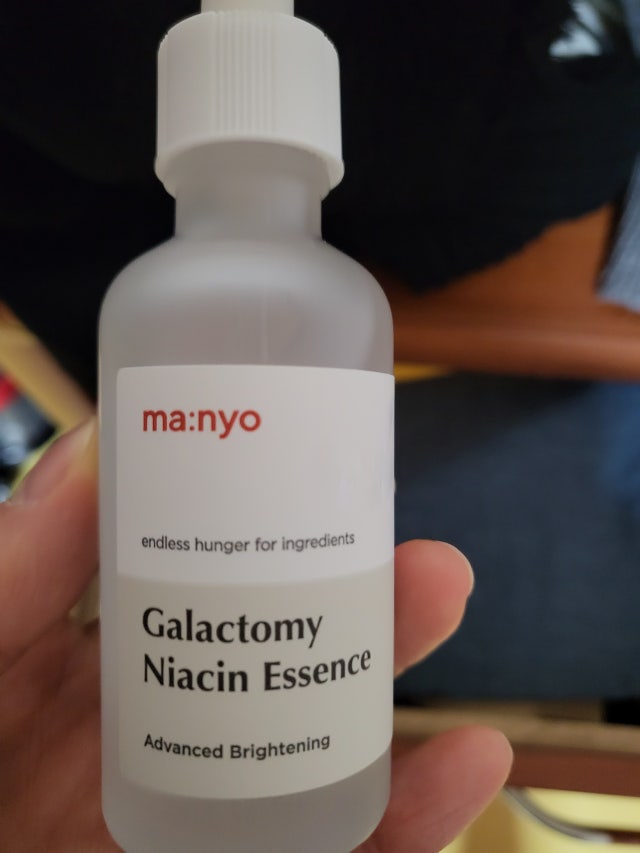 ma:nyo
endless hunger for ingredients
Galactomy
Niacin Essence
Advanced Brightening